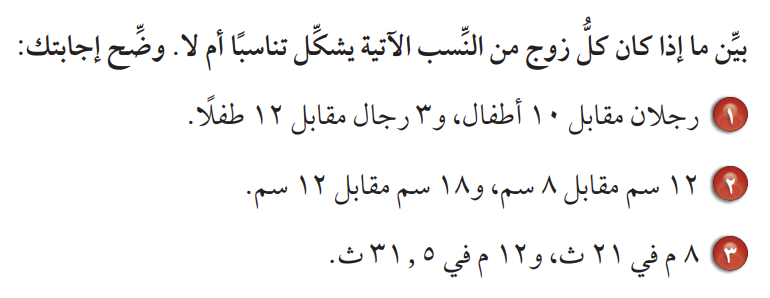 بيِّن ما إذا كان كلُّ زوج من النِّسب الآتية يشكِّل تناسبًا أم لا. وضِّح إجابتك:
١ رجلان مقابل ١٠ أطفال، و٣ رجال مقابل ١٢ طفلًا.
٢ ١٢ سم مقابل ٨ سم، و١٨ سم مقابل ١٢ سم.
٣ ٨ م في ٢١ ث، و١٢ م في ٣١,٥ ث.